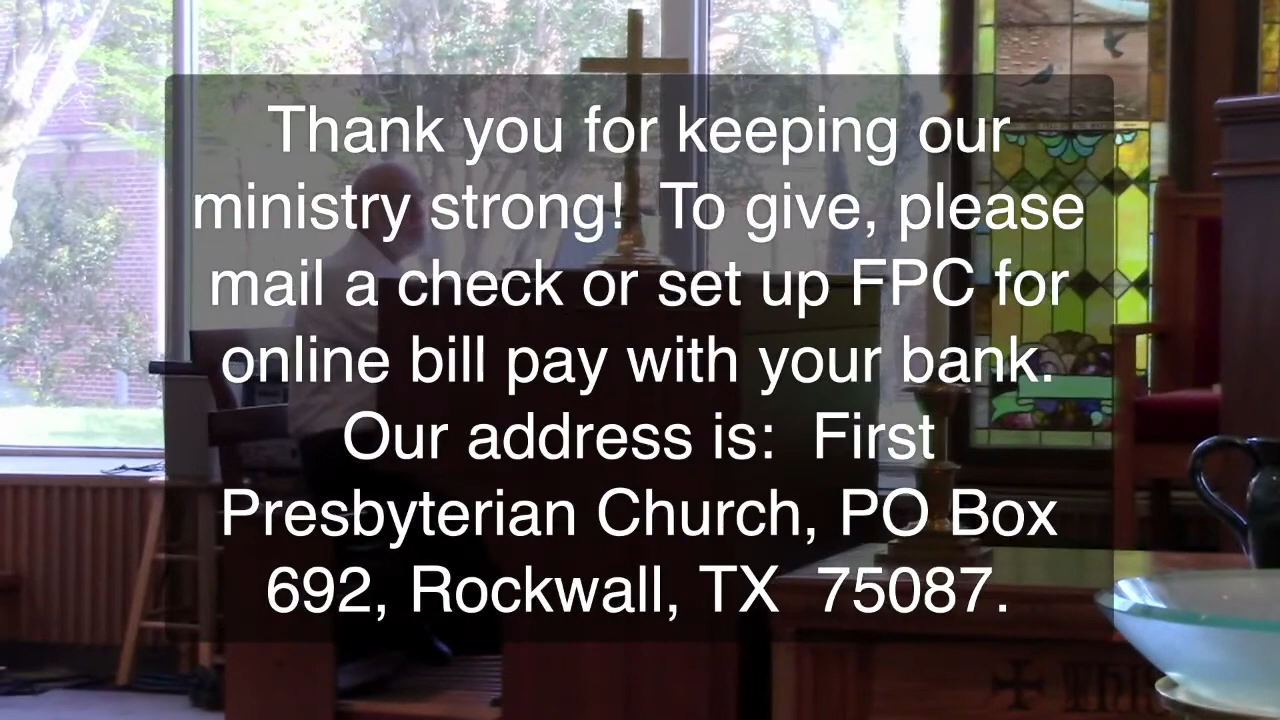 Thank you for keeping our
ministry strong!  To give, please
mail a check or set up FPC for
online bill pay with your bank.
Our address is:  First
Presbyterian Church, PO Box
692, Rockwall, TX  75087.